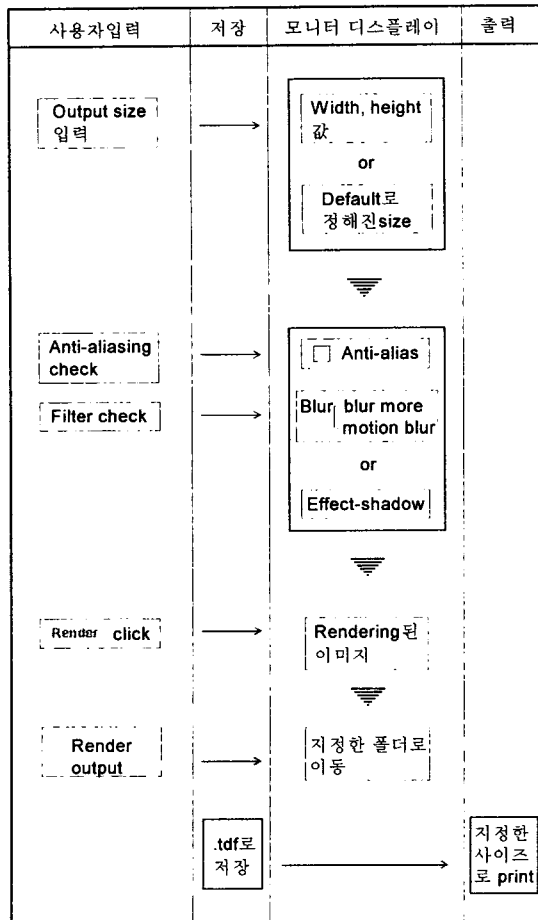 사용자입력 저장 모니터 디스플레이 출력
Output size
입력
Width, height
값
or
Default로
정해진size
Anti-aliasing
check
Anti-alias
Filter check
Blur blur more
motion blur
or
Effect-shadow
Render click
Rendering된
이미지
Render
output
지정한 폴더로
이동
.tdf로
저장
지정한
사이즈
로 print